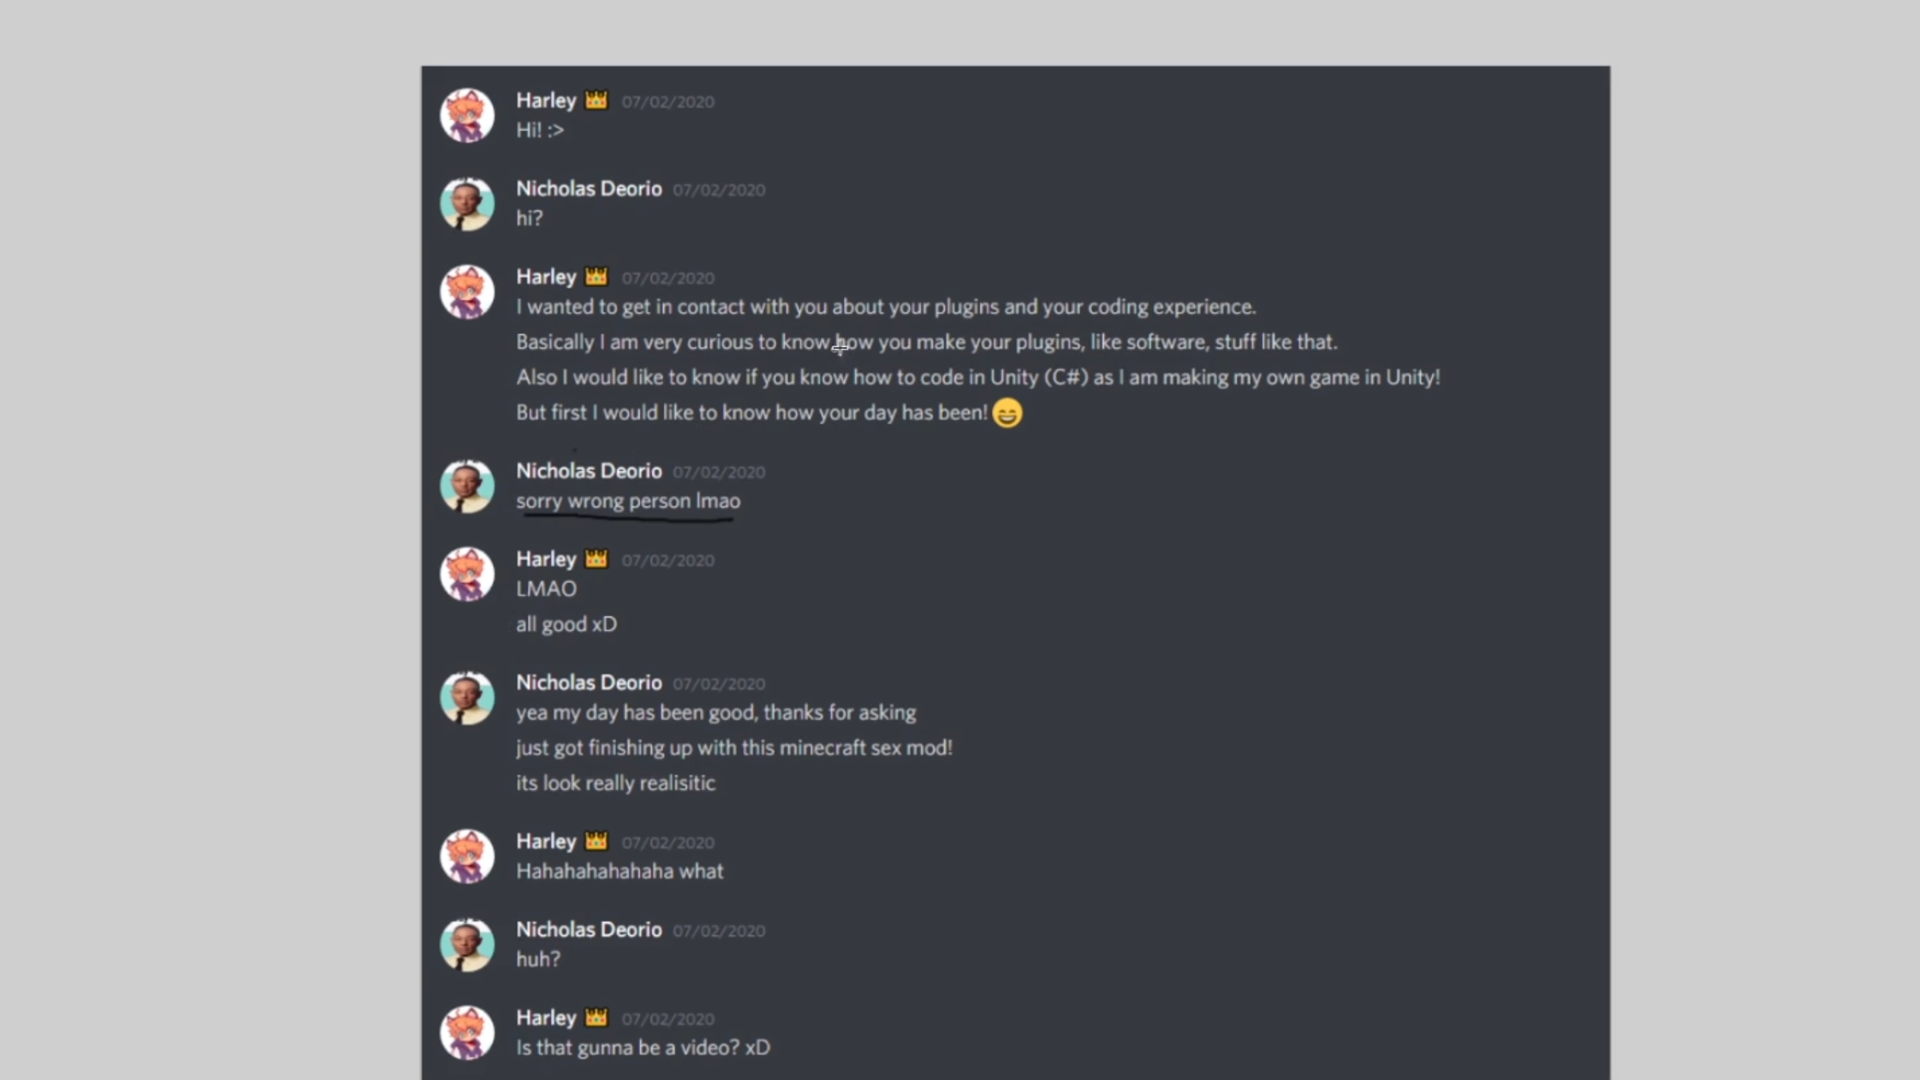 Harley 07/02/2020
Hi! :>
Nicholas Deorio 07/02/2020
hi?
Harley 07/02/2020
I wanted to get in contact with you about your plugins and your coding experience.
Basically I am very curious to know how you make your plugins, like software, stuff like that.
Also I would like to know if you know how to code in Unity (C#) as I am making my own game in Unity!
But first I would like to know how your day has been! 😄
Nicholas Deorio 07/02/2020
sorry wrong person lmao
Harley 07/02/2020
LMAO
all good xD
Nicholas Deorio 07/02/2020
yea my day has been good, thanks for asking
just got finishing up with this minecraft sex mod!
its look really realisitic
Harley 07/02/2020
Hahahahahahaha what
Nicholas Deorio 07/02/2020
huh?
Harley 07/02/2020
Is that gunna be a video? xD